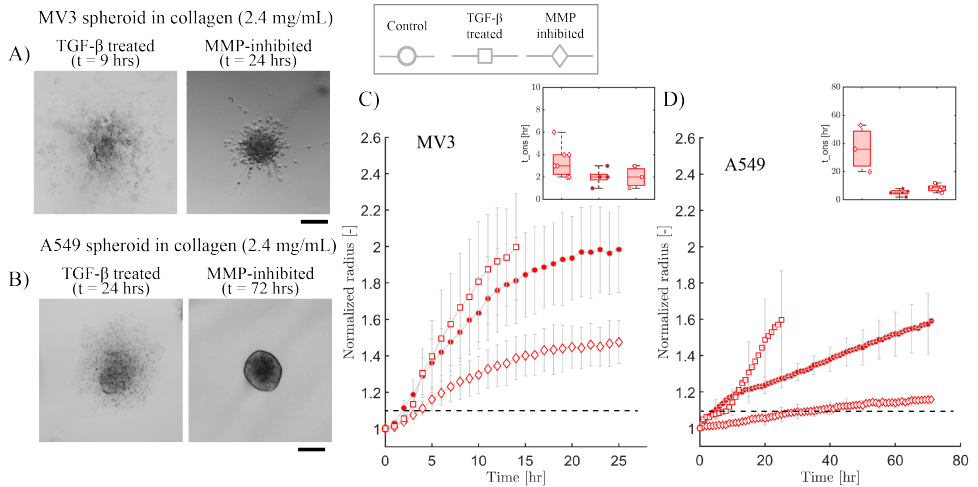 MV3 spheroid in collagen (2.4 mg/mL)
A)
TGF-β treated
(t = 9 hrs)
MMP-inhibited
(t = 24 hrs)
A549 spheroid in collagen (2.4 mg/mL)
B)
TGF-β treated
(t = 24 hrs)
MMP-inhibited
(t = 72 hrs)
Control
TGF-β
treated
MMP
inhibited
C)
MV3
2.6
2.4
2.2
2
1.8
1.6
1.4
1.2
1
Normalized radius [-]
0
5
10
15
20
25
Time [hr]
10
8
6
4
2
0
t_ons [hr]
D)
A549
2.6
2.4
2.2
2
1.8
1.6
1.4
1.2
1
Normalized radius [-]
0
20
40
60
80
Time [hr]
80
60
40
20
0
t_ons [hr]